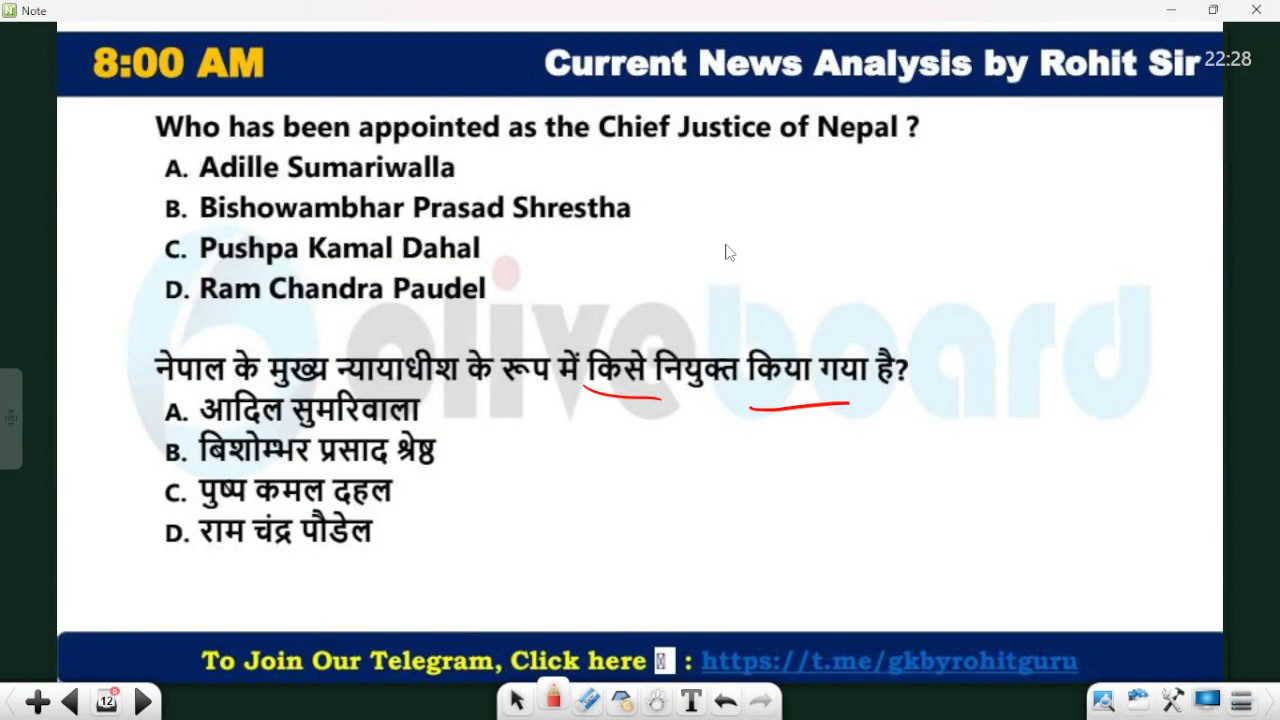 Note
8:00 AM
Current News Analysis by Rohit Sir
22:28
Who has been appointed as the Chief Justice of Nepal ?
A. Adille Sumariwalla
B. Bishowambhar Prasad Shrestha
C. Pushpa Kamal Dahal
D. Ram Chandra Paudel
oliveboard
नेपाल के मुख्य न्यायाधीश के रूप में किसे नियुक्त किया गया है?
A. आदिल सुमरिवाला
B. बिशोम्भर प्रसाद श्रेष्ठ
C. पुष्प कमल दहल
D. राम चंद्र पौडेल
To Join Our Telegram, Click here : https://t.me/gkbyrohitguru
12